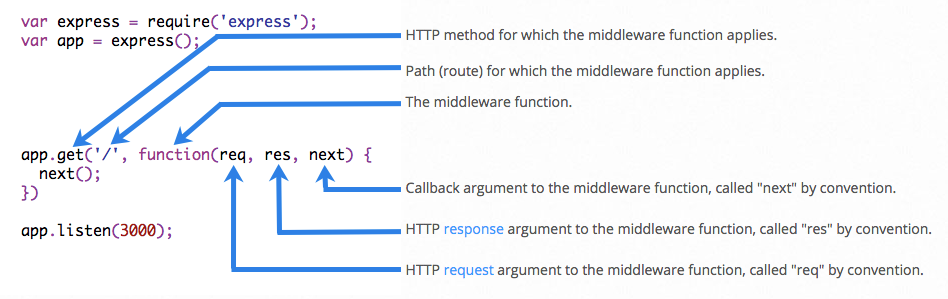 var express = require('express');
var app = express();
HTTP method for which the middleware function applies.
Path (route) for which the middleware function applies.
The middleware function.
app.get('/', function(req, res, next) {
  next();
})
Callback argument to the middleware function, called "next" by convention.
app.listen(3000);
HTTP response argument to the middleware function, called "res" by convention.
HTTP request argument to the middleware function, called "req" by convention.